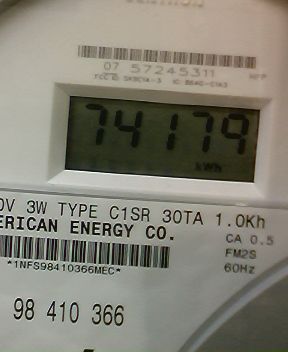 07 57245311
74179
kWh
0V 3W TYPE C1SR 30TA 1.0Kh
ERICAN ENERGY CO.
CA 0.5
FM2S
*1NFS98410366MEC*
60Hz
98 410 366